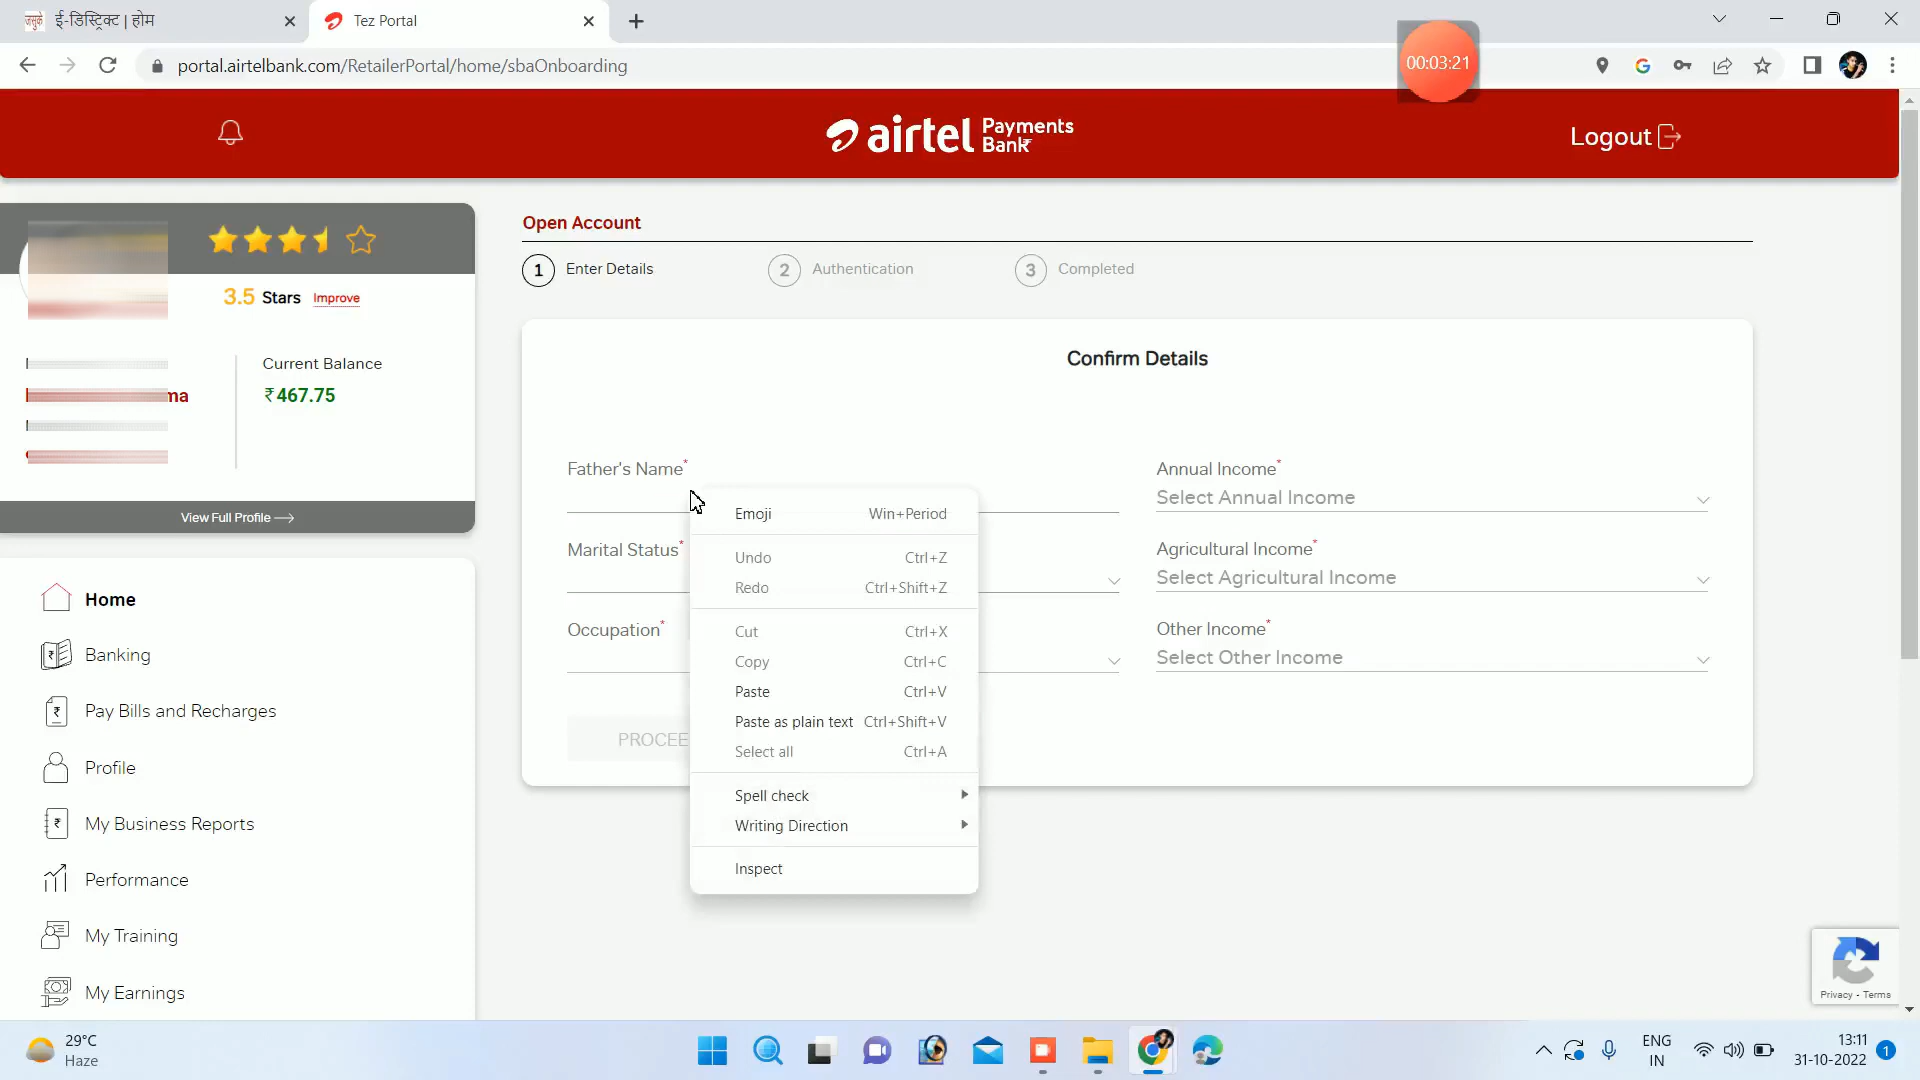 ई-डिस्ट्रिक्ट | होम
Tez Portal
portal.airtelbank.com/RetailerPortal/home/sbaOnboarding
00:03:21
airtel Payments Bank
Logout
3.5 Stars Improve
ma
Current Balance
₹467.75
View Full Profile
Home
Banking
Pay Bills and Recharges
Profile
My Business Reports
Performance
My Training
My Earnings
Open Account
1 Enter Details
2 Authentication
3 Completed
Confirm Details
Father's Name*
Annual Income*
Select Annual Income
Marital Status*
Agricultural Income*
Select Agricultural Income
Occupation*
Other Income*
Select Other Income
PROCEE
Emoji Win+Period
Undo Ctrl+Z
Redo Ctrl+Shift+Z
Cut Ctrl+X
Copy Ctrl+C
Paste Ctrl+V
Paste as plain text Ctrl+Shift+V
Select all Ctrl+A
Spell check
Writing Direction
Inspect
Privacy - Terms
29°C
Haze
ENG
IN
13:11
31-10-2022
1